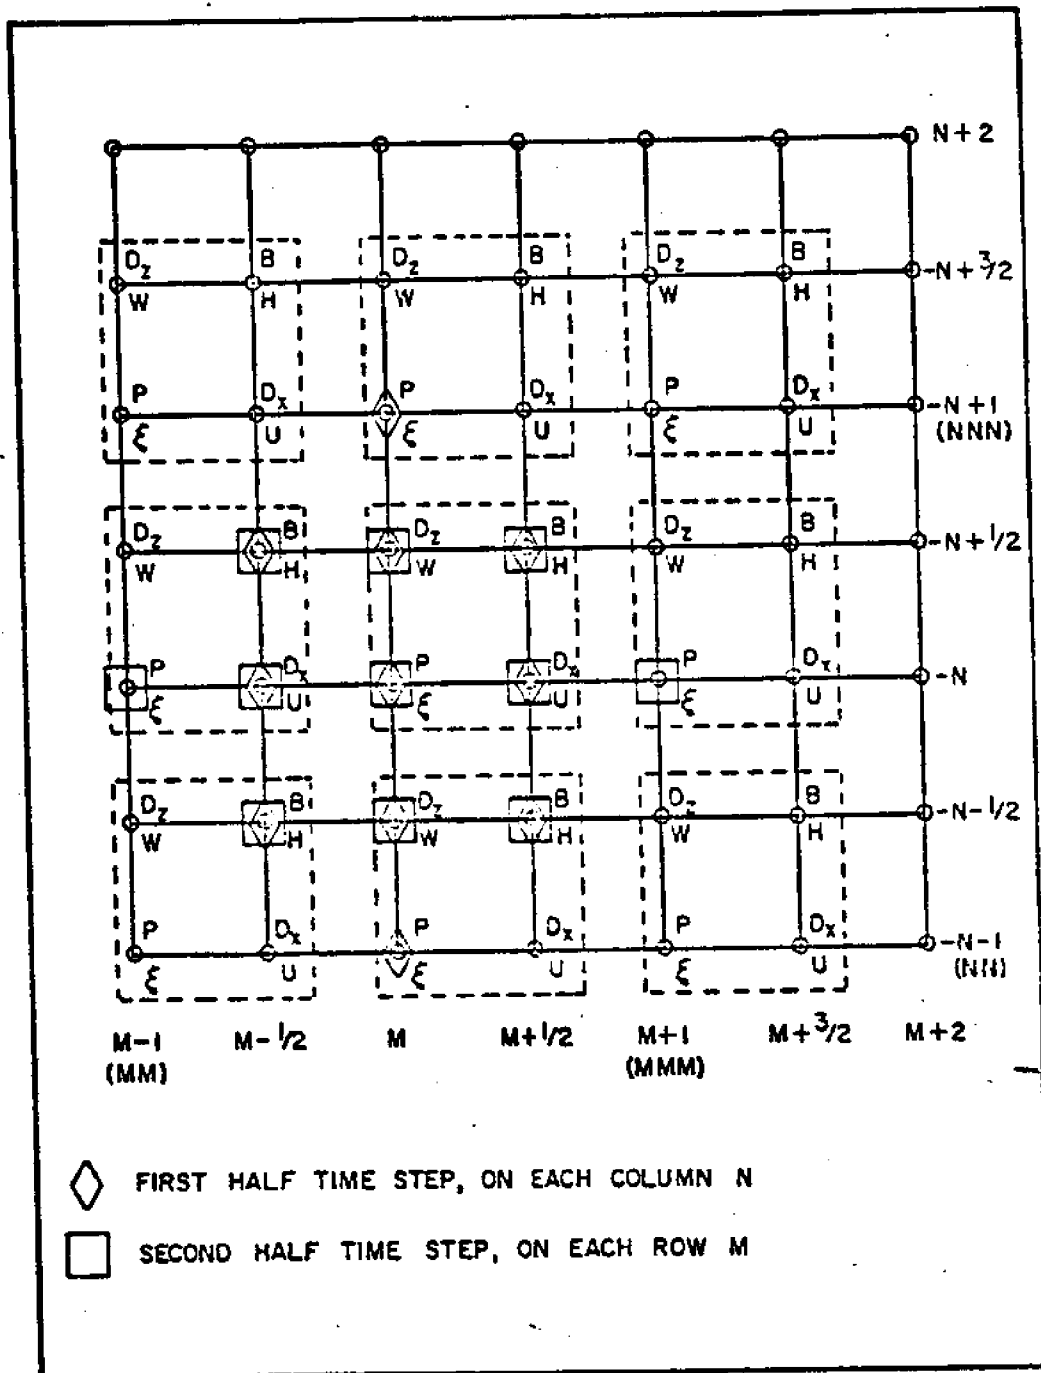 N+2
D_z B D_z B D_z B -N+3/2
W H W H W H
P D_x P D_x P D_x -N+1
ξ U ξ U ξ U (NNN)
D_z B D_z B D_z B -N+1/2
W H W H W H
P D_x P D_x P D_x -N
ξ U ξ U ξ U
D_z B D_z B D_z B -N-1/2
W H W H W H
P D_x P D_x P D_x -N-1
ξ U ξ U ξ U (NN)
M-1 M-1/2 M M+1/2 M+1 M+3/2 M+2
(MM) (MMM)
FIRST HALF TIME STEP, ON EACH COLUMN N
SECOND HALF TIME STEP, ON EACH ROW M